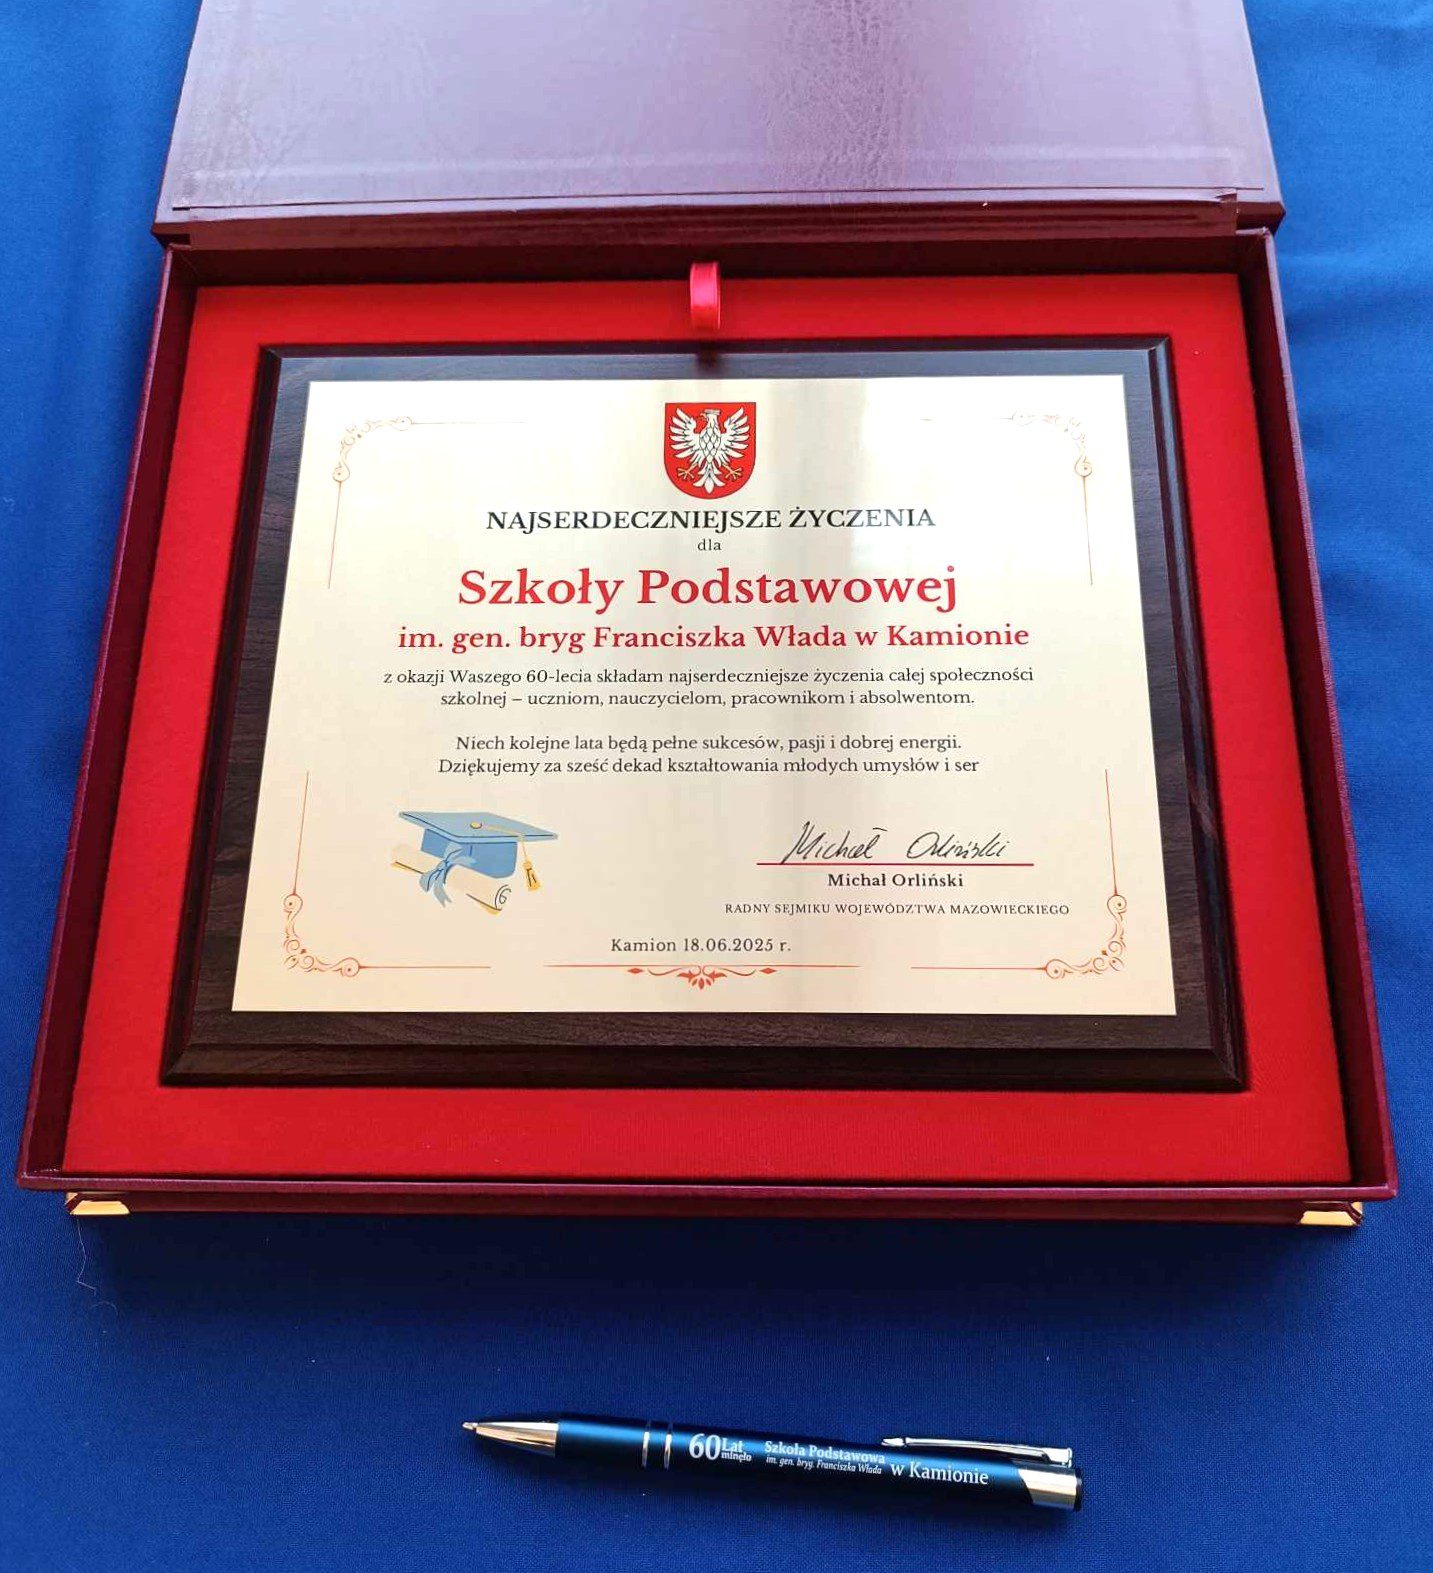 NAJSERDECZNIEJSZE ŻYCZENIA
dla
Szkoły Podstawowej
im. gen. bryg Franciszka Włada w Kamionie
z okazji Waszego 60-lecia składam najserdeczniejsze życzenia całej społeczności
szkolnej – uczniom, nauczycielom, pracownikom i absolwentom.
Niech kolejne lata będą pełne sukcesów, pasji i dobrej energii.
Dziękujemy za sześć dekad kształtowania młodych umysłów i ser
Michał Orliński
Michał Orliński
RADNY SEJMIKU WOJEWÓDZTWA MAZOWIECKIEGO
Kamion 18.06.2025 r.
60 Lat minęło
Szkoła Podstawowa
im. gen. bryg. Franciszka Włada
w Kamionie